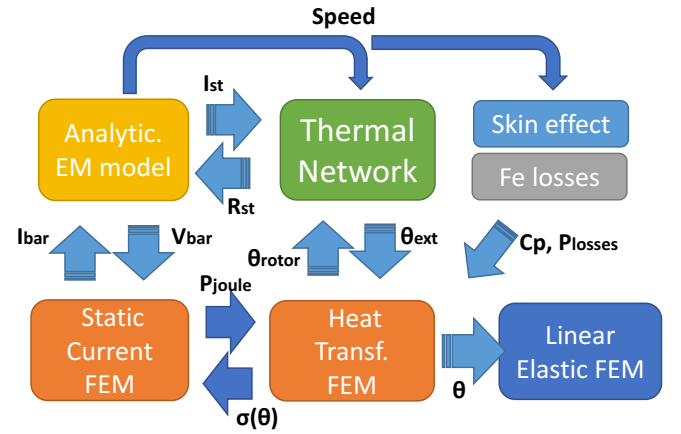 Speed
Ist
Analytic.
EM model
Thermal
Network
Skin effect
Fe losses
Rst
Ibar
Vbar
θrotor
θext
Cp, Plosses
Pjoule
Static
Current
FEM
Heat
Transf.
FEM
Linear
Elastic FEM
θ
σ(θ)